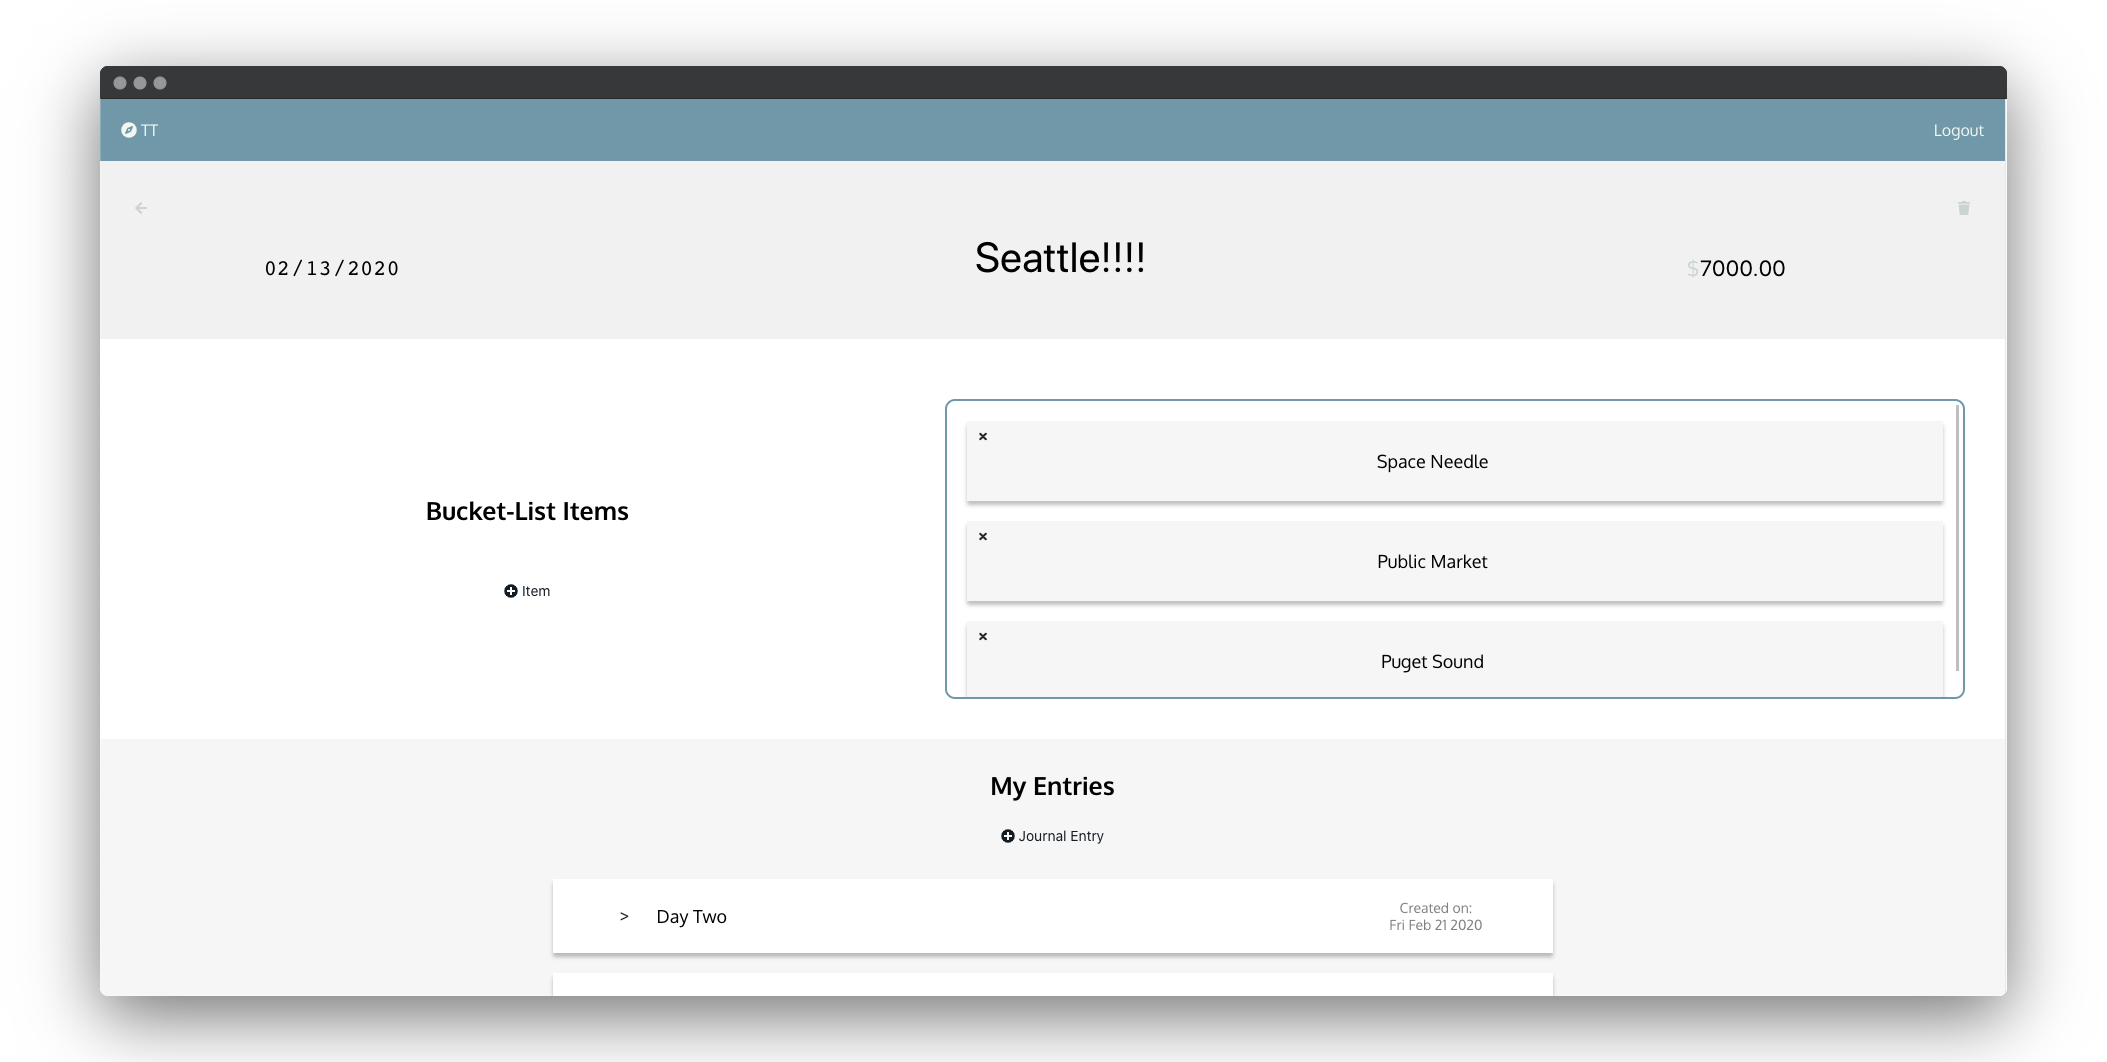 TT
Logout
02/13/2020
Seattle!!!!
$7000.00
Bucket-List Items
Item
Space Needle
Public Market
Puget Sound
My Entries
Journal Entry
> Day Two
Created on:
Fri Feb 21 2020